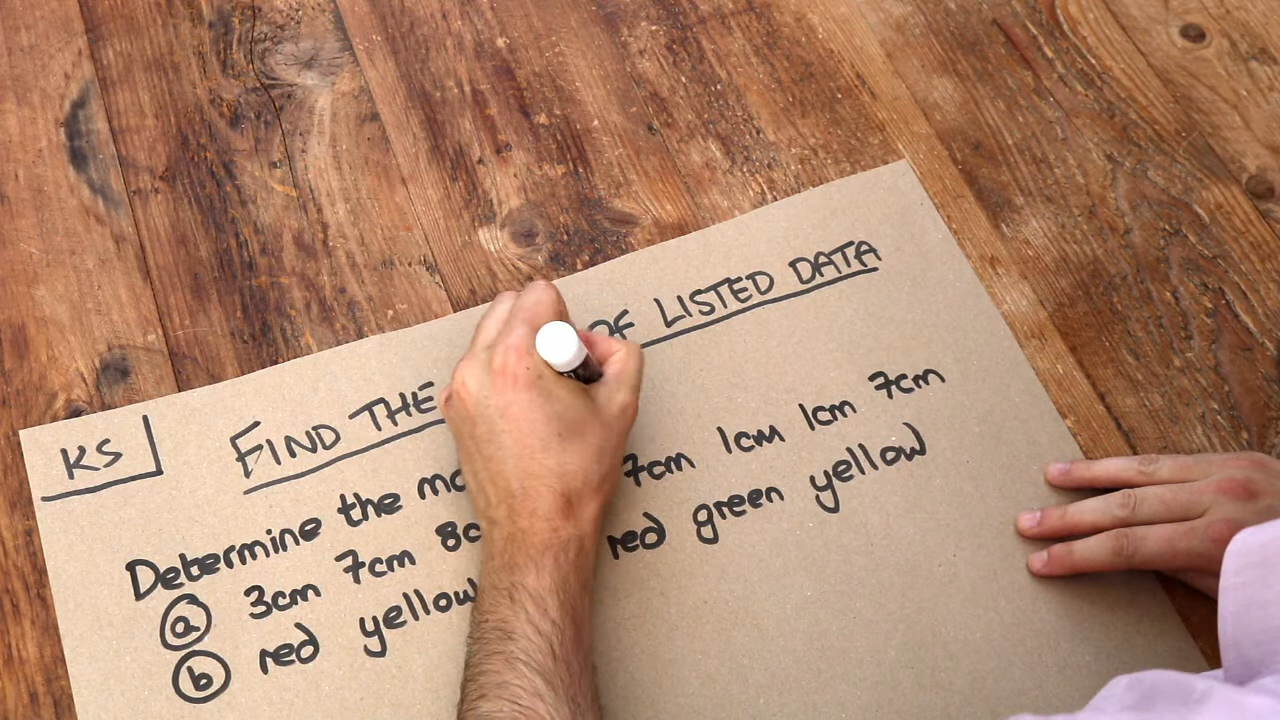 KS
FIND THE OF LISTED DATA
Determine the
a 3cm 7cm 7cm 1cm 1cm 7cm
b red yellow red green yellow